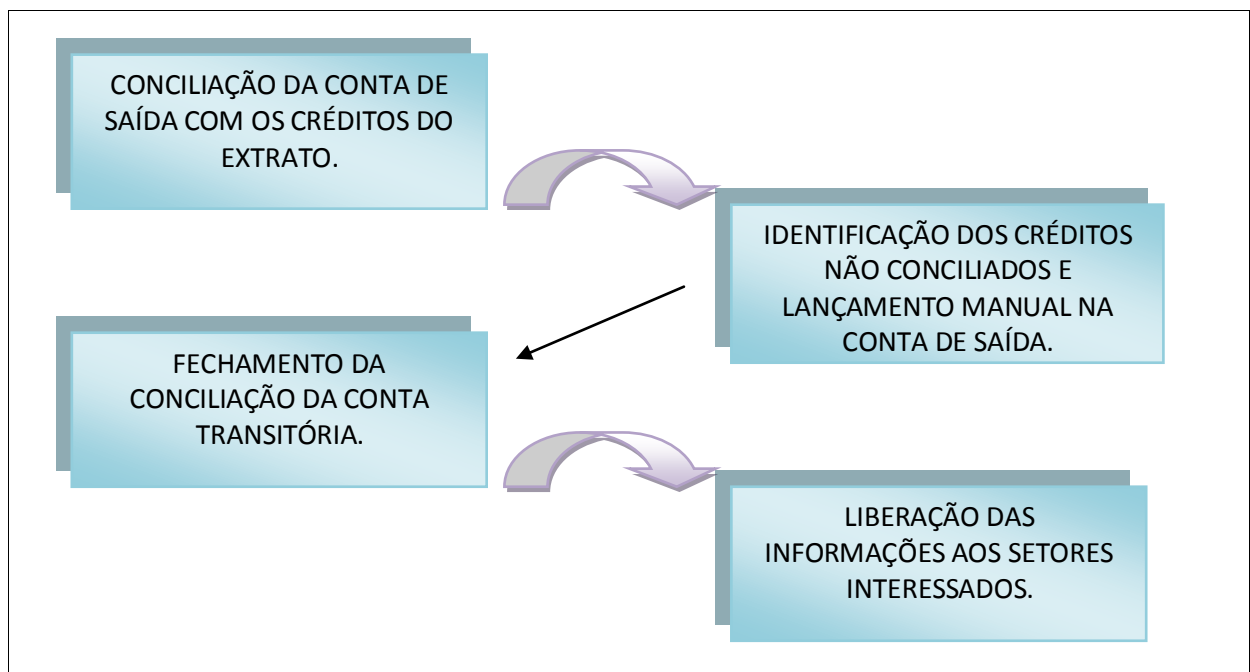 CONCILIAÇÃO DA CONTA DE
SAÍDA COM OS CRÉDITOS DO
EXTRATO.
IDENTIFICAÇÃO DOS CRÉDITOS
NÃO CONCILIADOS E
LANÇAMENTO MANUAL NA
CONTA DE SAÍDA.
FECHAMENTO DA
CONCILIAÇÃO DA CONTA
TRANSITÓRIA.
LIBERAÇÃO DAS
INFORMAÇÕES AOS SETORES
INTERESSADOS.